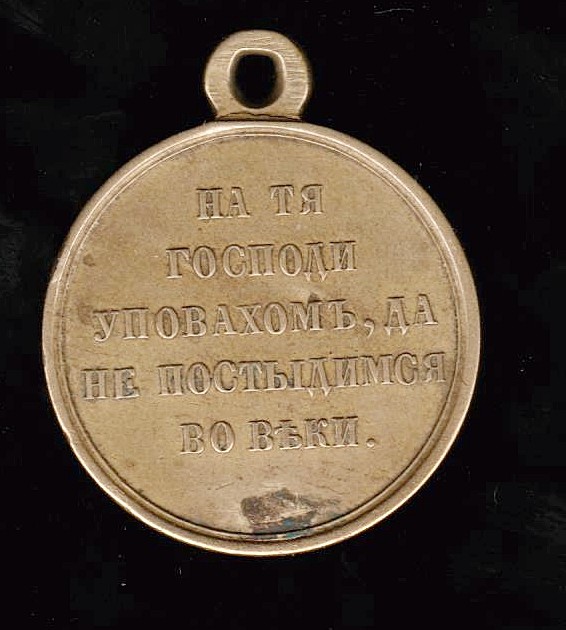 НА ТЯ
ГОСПОДИ
УПОВАХОМЪ, ДА
НЕ ПОСТЫДИМСЯ
ВО ВѢКИ.